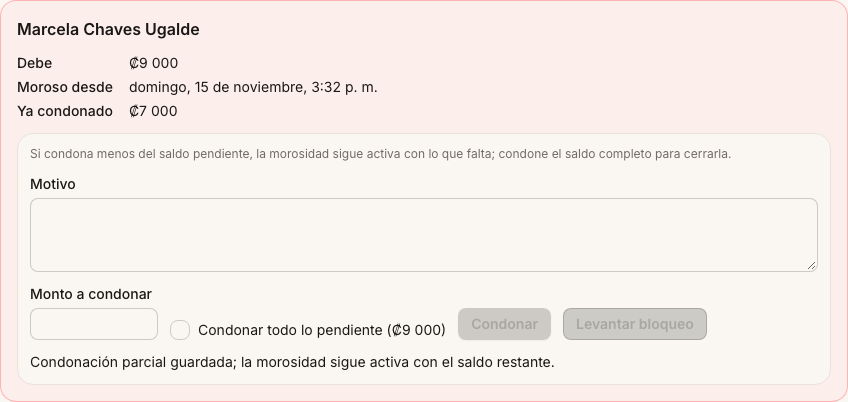 Marcela Chaves Ugalde
Debe ₡9 000
Moroso desde domingo, 15 de noviembre, 3:32 p. m.
Ya condonado ₡7 000
Si condona menos del saldo pendiente, la morosidad sigue activa con lo que falta; condone el saldo completo para cerrarla.
Motivo
Monto a condonar
Condonar todo lo pendiente (₡9 000) Condonar Levantar bloqueo
Condonación parcial guardada; la morosidad sigue activa con el saldo restante.